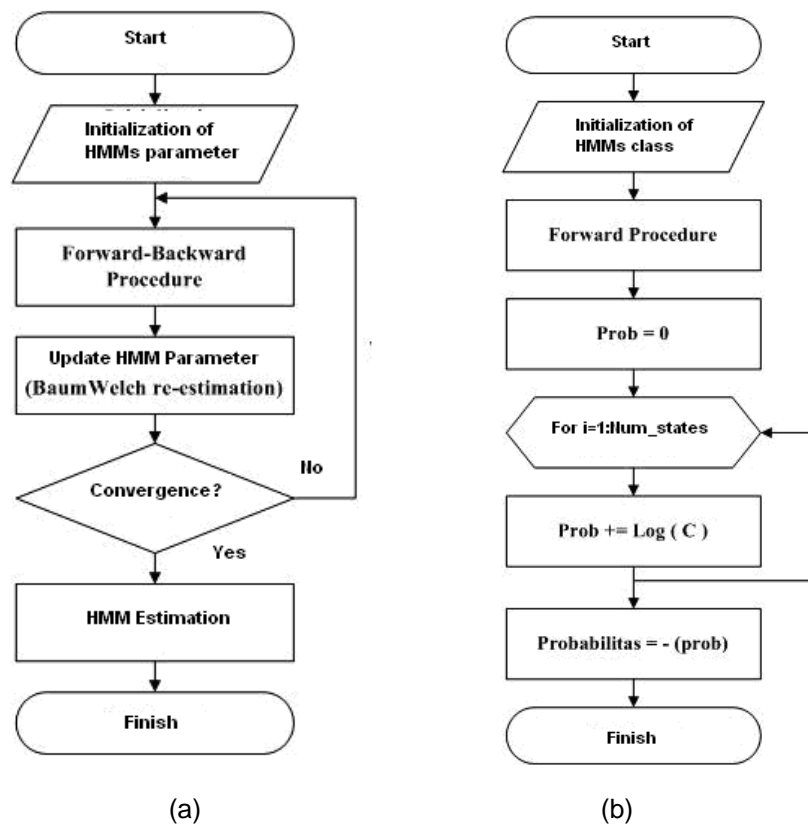 Start
Initialization of
HMMs parameter
Forward-Backward
Procedure
Update HMM Parameter
(BaumWelch re-estimation)
Convergence?
No
Yes
HMM Estimation
Finish
(a)
Start
Initialization of
HMMs class
Forward Procedure
Prob = 0
For i=1:Num_states
Prob += Log ( C )
Probabilitas = - (prob)
Finish
(b)